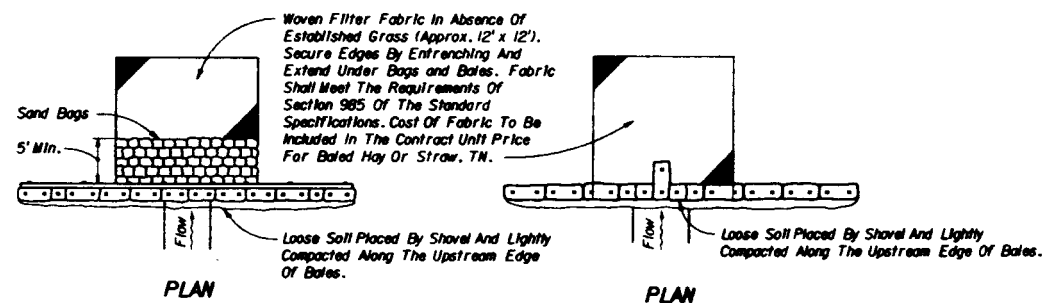 Woven Filter Fabric In Absence Of
Established Grass (Approx. 12' x 12').
Secure Edges By Entrenching And
Extend Under Bags and Bales. Fabric
Shall Meet The Requirements Of
Section 985 Of The Standard
Specifications. Cost Of Fabric To Be
Included In The Contract Unit Price
For Baled Hay Or Straw, TN.
Sand Bags
5' Min.
Flow
Loose Soil Placed By Shovel And Lightly
Compacted Along The Upstream Edge
Of Bales.
PLAN
Flow
Loose Soil Placed By Shovel And Lightly
Compacted Along The Upstream Edge Of Bales.
PLAN